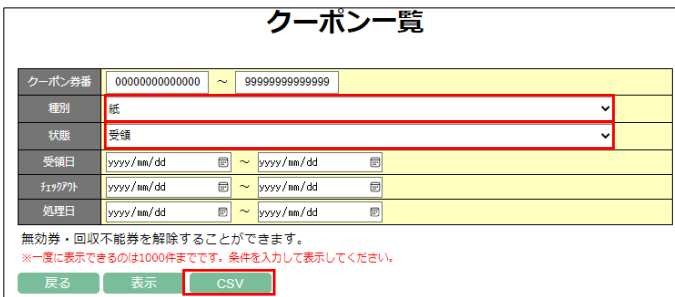 クーポン一覧
クーポン券番 00000000000000 ～ 99999999999999
種別 紙
状態 受領
受領日 yyyy/mm/dd ～ yyyy/mm/dd
ﾁｪｯｸｱｳﾄ yyyy/mm/dd ～ yyyy/mm/dd
処理日 yyyy/mm/dd ～ yyyy/mm/dd
無効券・回収不能券を解除することができます。
※一度に表示できるのは1000件までです。条件を入力して表示してください。
戻る 表示 CSV